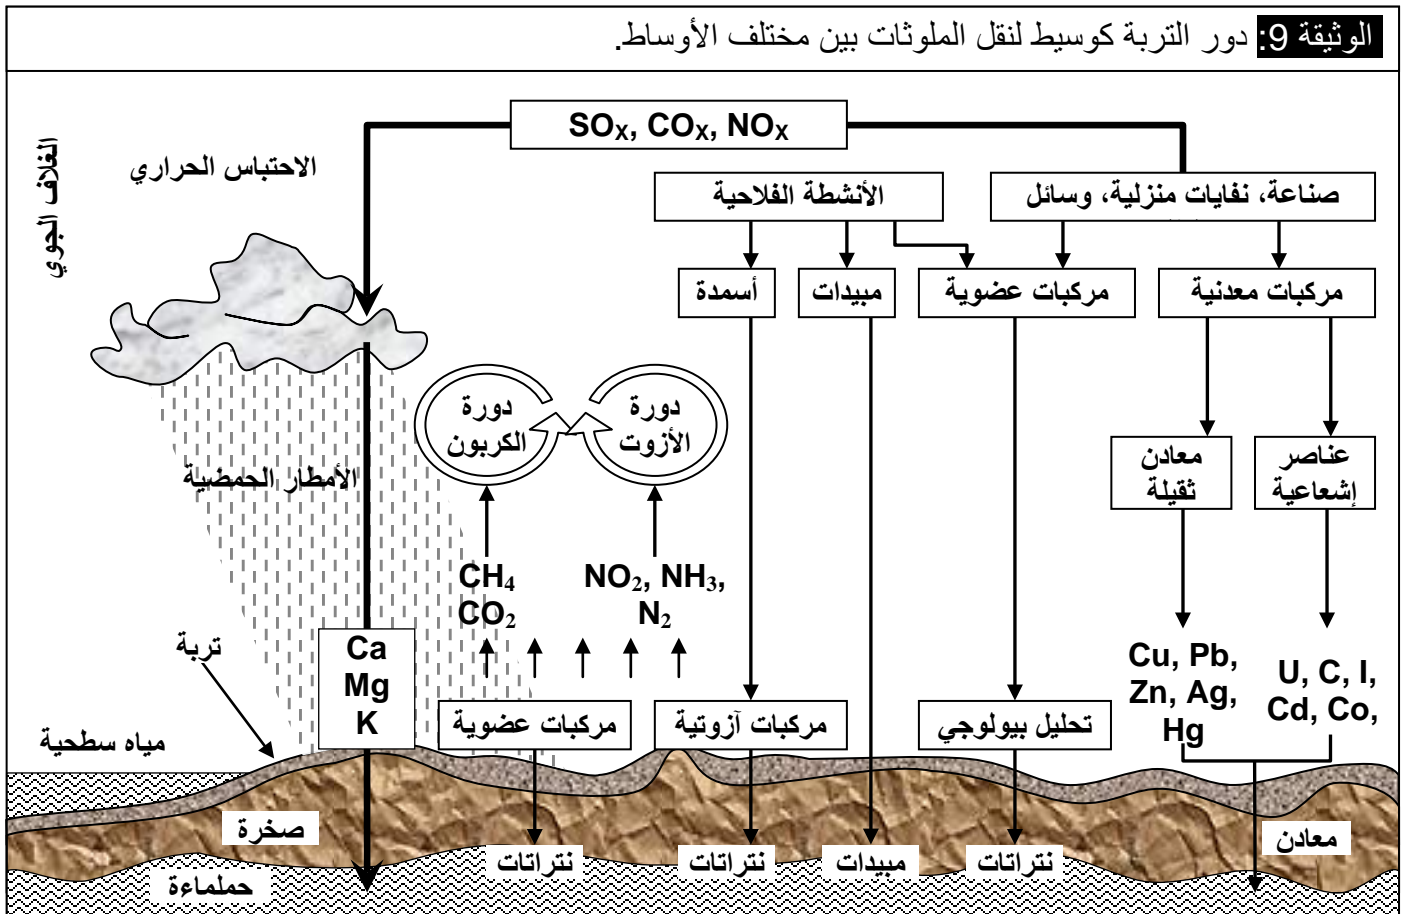 الوثيقة 9: دور التربة كوسيط لنقل الملوثات بين مختلف الأوساط.
SOX, COX, NOX
الغلاف الجوي
الاحتباس الحراري
الأنشطة الفلاحية
صناعة، نفايات منزلية، وسائل
أسمدة
مبيدات
مركبات عضوية
مركبات معدنية
دورة
الكربون
دورة
الأزوت
معادن
ثقيلة
عناصر
إشعاعية
الأمطار الحمضية
CH4
CO2
NO2, NH3,
N2
Cu, Pb,
Zn, Ag,
Hg
U, C, I,
Cd, Co,
تربة
Ca
Mg
K
مركبات عضوية
مركبات آزوتية
تحليل بيولوجي
مياه سطحية
صخرة
معادن
نتراتات
نتراتات
مبيدات
نتراتات
حملماءة